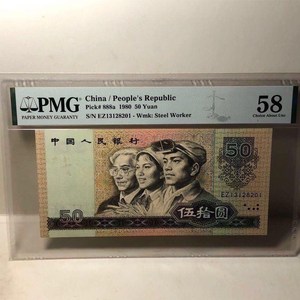 PMG
PAPER MONEY GUARANTY
China / People's Republic
Pick# 888a 1980 50 Yuan
S/N EZ13128201 - Wmk: Steel Worker
58
Choice About Unc
中国人民银行
50
EZ13128201
50
伍拾圆